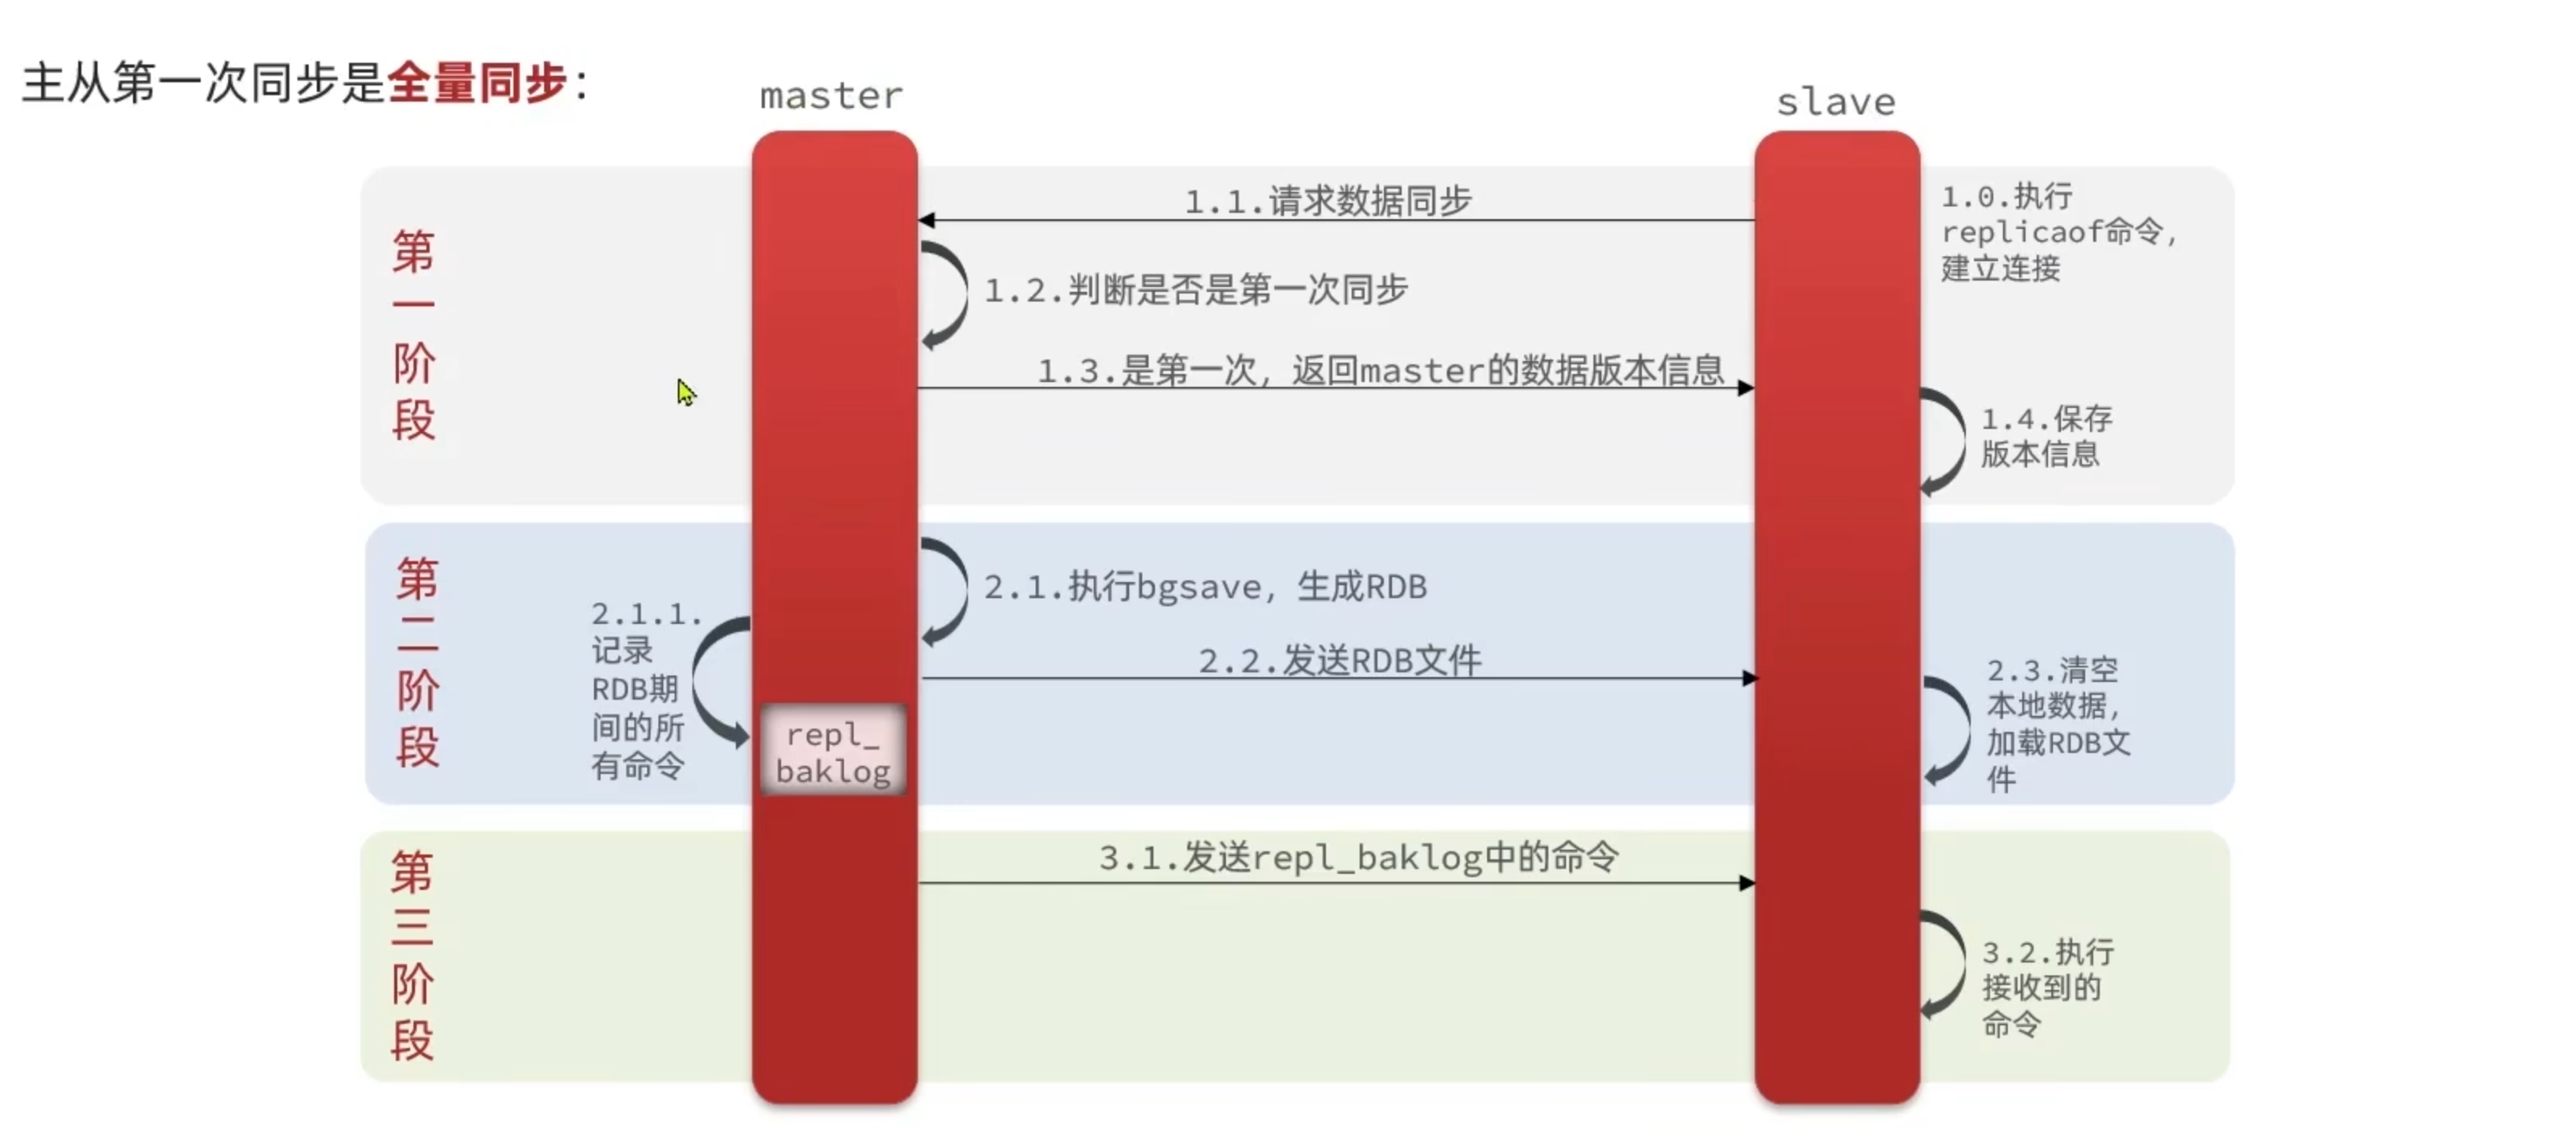 主从第一次同步是全量同步：
master
slave
第
一
阶
段
1.0.执行
replicaof命令，
建立连接
1.1.请求数据同步
1.2.判断是否是第一次同步
1.3.是第一次，返回master的数据版本信息
1.4.保存
版本信息
第
二
阶
段
2.1.执行bgsave，生成RDB
2.1.1.
记录
RDB期
间的所
有命令
repl_
baklog
2.2.发送RDB文件
2.3.清空
本地数据，
加载RDB文
件
第
三
阶
段
3.1.发送repl_baklog中的命令
3.2.执行
接收到的
命令